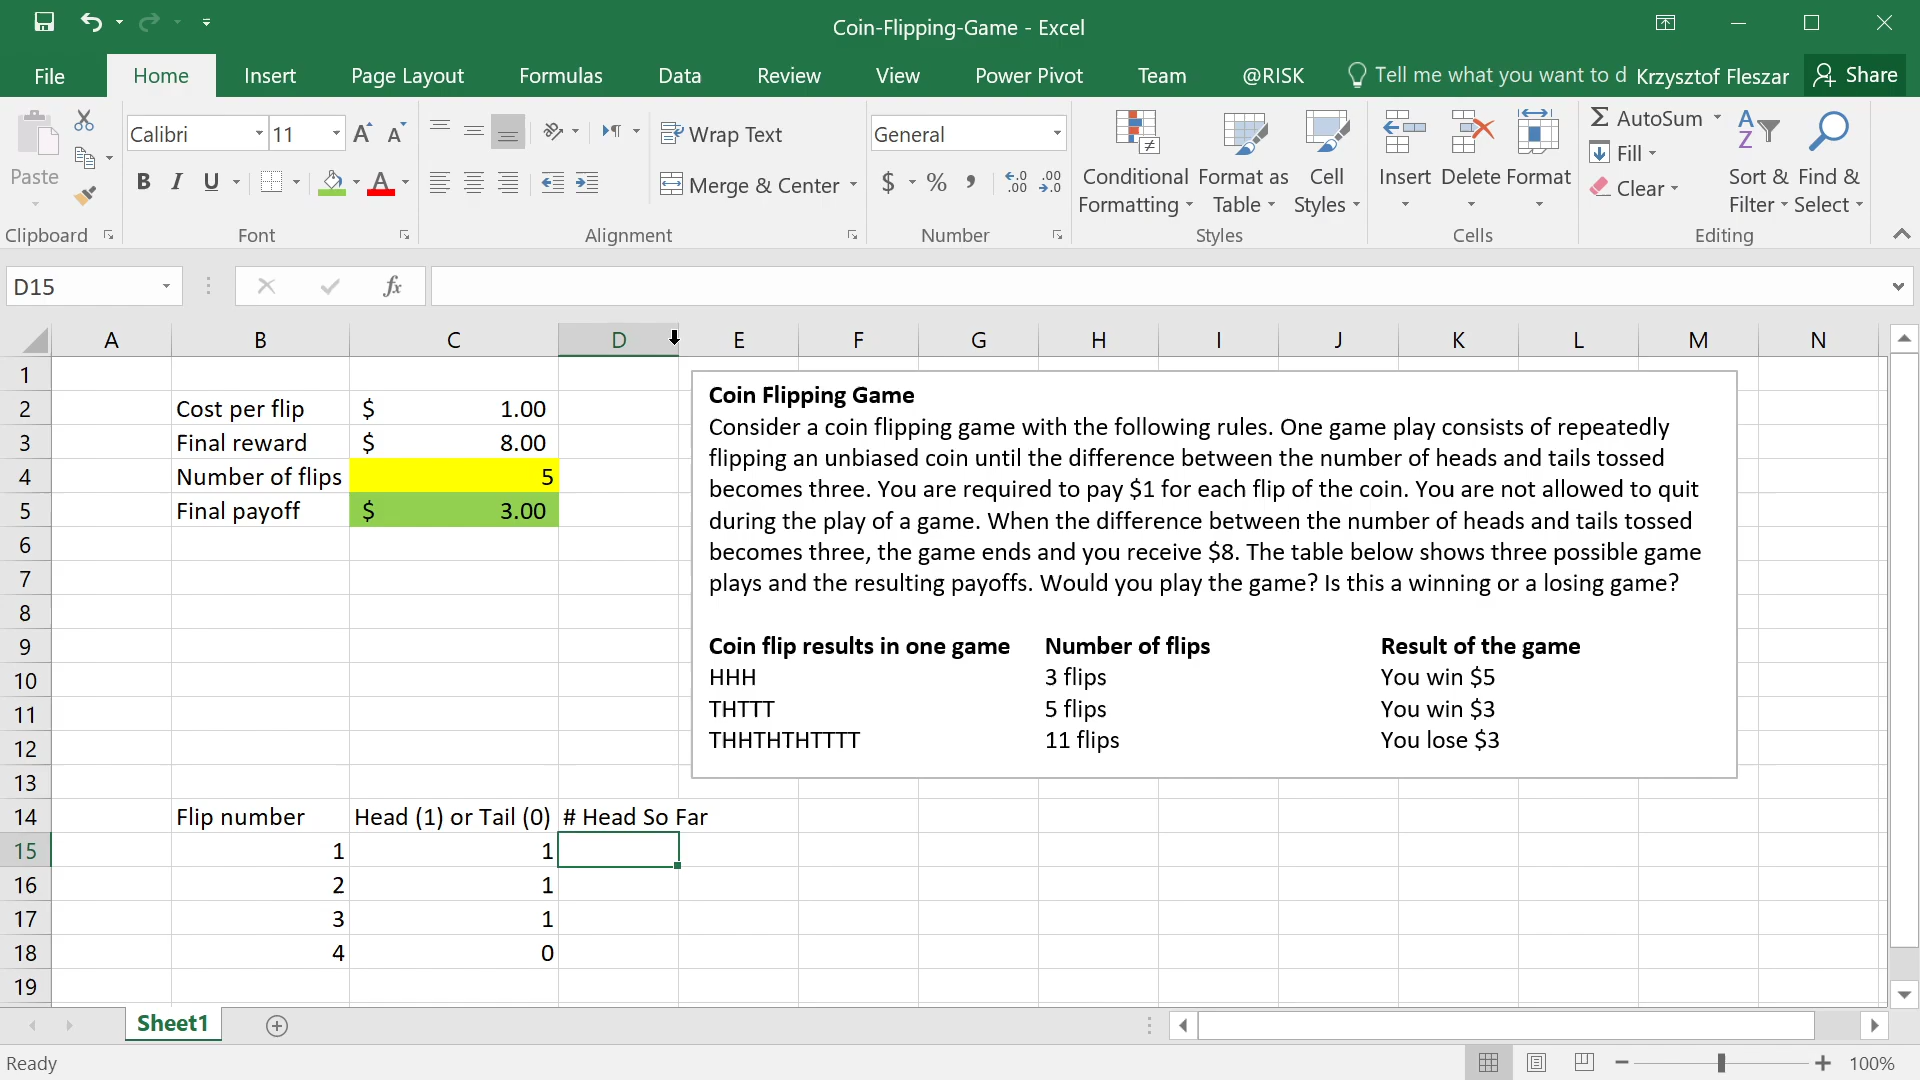 Coin-Flipping-Game - Excel
File Home Insert Page Layout Formulas Data Review View Power Pivot Team @RISK Tell me what you want to d Krzysztof Fleszar Share
Calibri 11 Wrap Text General AutoSum
Paste B I U Merge & Center $ % , Conditional Formatting Format as Table Cell Styles Insert Delete Format Fill Clear Sort & Filter Find & Select
Clipboard Font Alignment Number Styles Cells Editing
D15 fx
A B C D E F G H I J K L M N
1
2 Cost per flip $ 1.00
3 Final reward $ 8.00
4 Number of flips 5
5 Final payoff $ 3.00
6
7
8
9
10
11
12
13
Coin Flipping Game
Consider a coin flipping game with the following rules. One game play consists of repeatedly
flipping an unbiased coin until the difference between the number of heads and tails tossed
becomes three. You are required to pay $1 for each flip of the coin. You are not allowed to quit
during the play of a game. When the difference between the number of heads and tails tossed
becomes three, the game ends and you receive $8. The table below shows three possible game
plays and the resulting payoffs. Would you play the game? Is this a winning or a losing game?
Coin flip results in one game Number of flips Result of the game
HHH 3 flips You win $5
THTTT 5 flips You win $3
THHTHTHTTTT 11 flips You lose $3
14 Flip number Head (1) or Tail (0) # Head So Far
15 1 1
16 2 1
17 3 1
18 4 0
19
Sheet1
Ready 100%